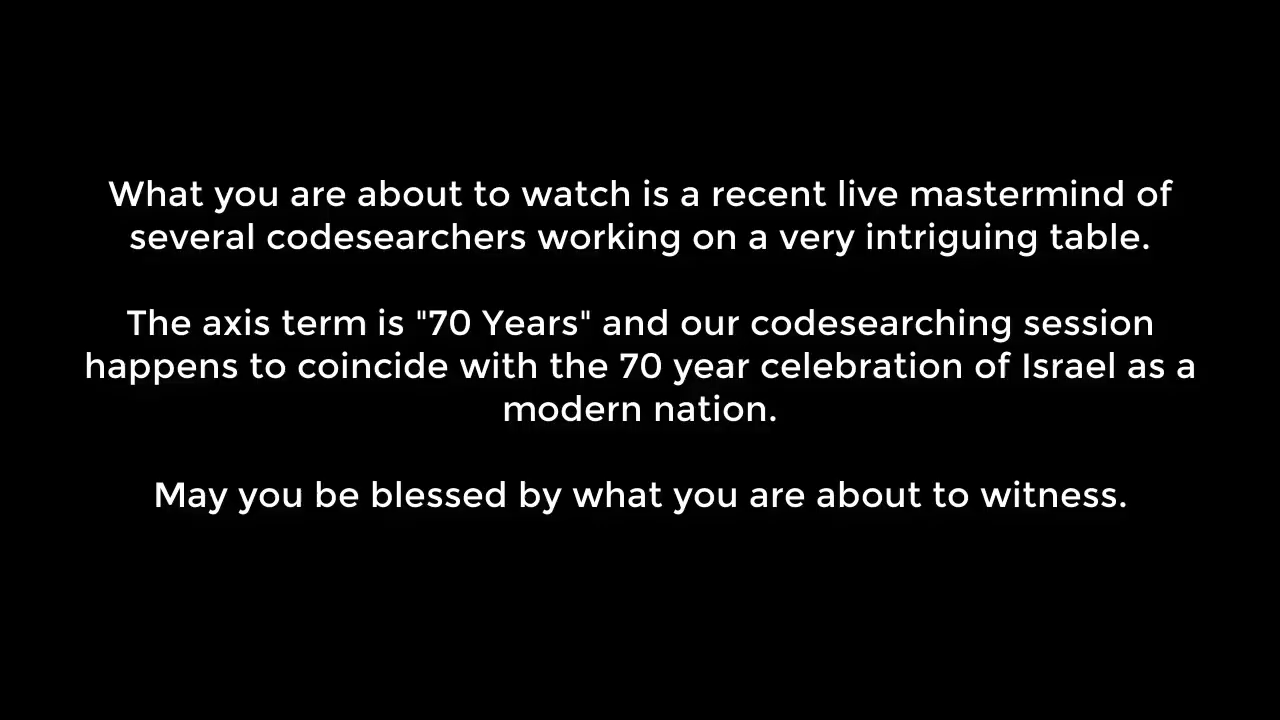 What you are about to watch is a recent live mastermind of
several codesearchers working on a very intriguing table.
The axis term is "70 Years" and our codesearching session
happens to coincide with the 70 year celebration of Israel as a
modern nation.
May you be blessed by what you are about to witness.